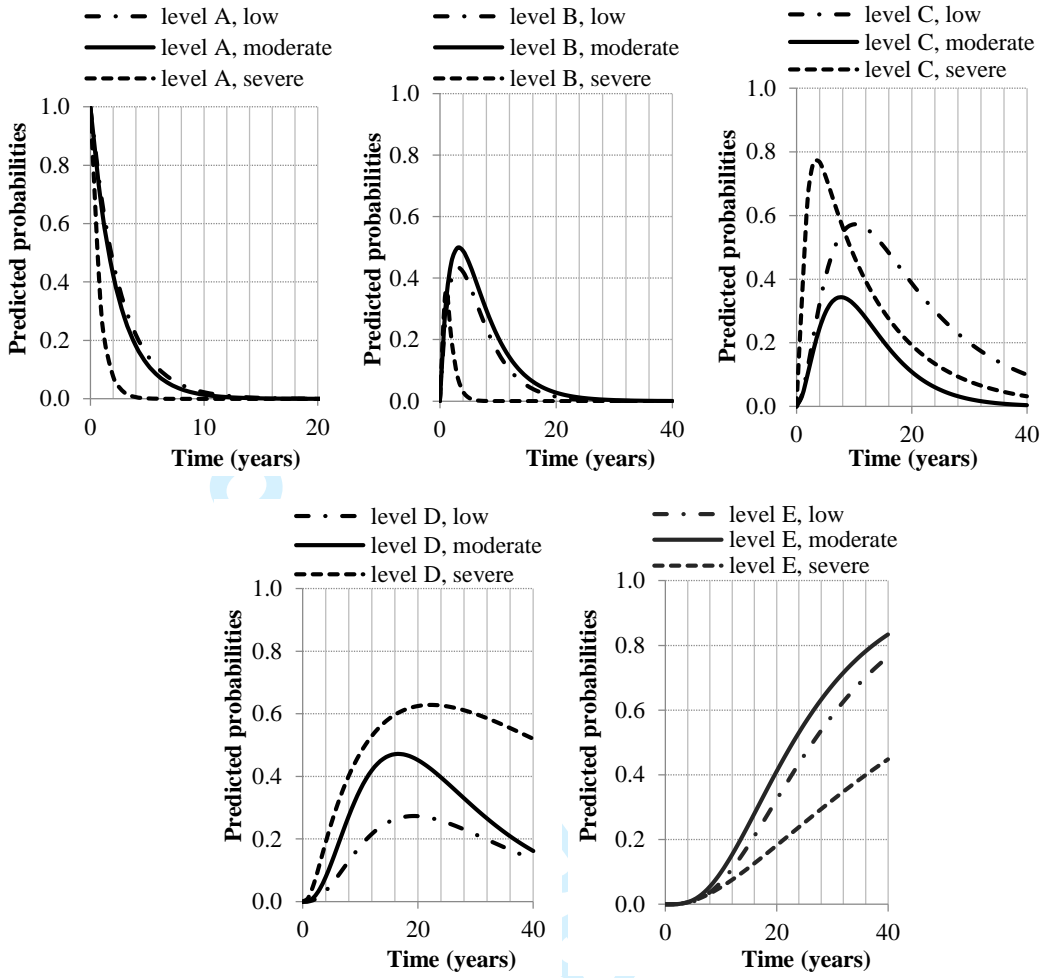 level A, low
level A, moderate
level A, severe
1.0
0.8
0.6
0.4
0.2
0.0
0
10
20
Predicted probabilities
Time (years)
level B, low
level B, moderate
level B, severe
1.0
0.8
0.6
0.4
0.2
0.0
0
20
40
Predicted probabilities
Time (years)
level C, low
level C, moderate
level C, severe
1.0
0.8
0.6
0.4
0.2
0.0
0
20
40
Predicted probabilities
Time (years)
level D, low
level D, moderate
level D, severe
1.0
0.8
0.6
0.4
0.2
0.0
0
20
40
Predicted probabilities
Time (years)
level E, low
level E, moderate
level E, severe
1.0
0.8
0.6
0.4
0.2
0.0
0
20
40
Predicted probabilities
Time (years)